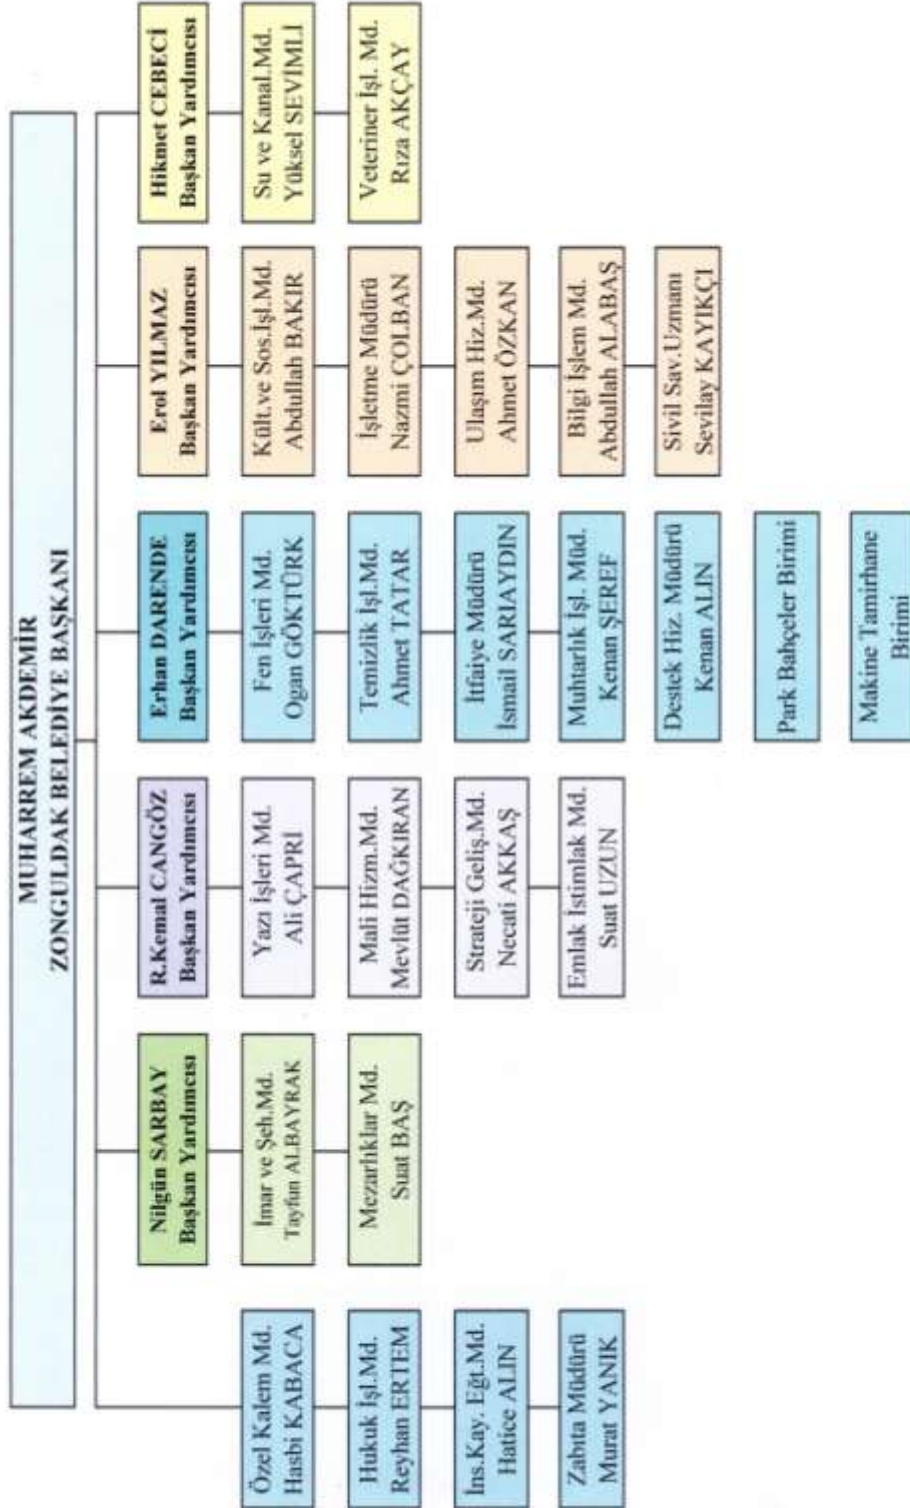 MUHARREM AKDEMİR
ZONGULDAK BELEDİYE BAŞKANI
Özel Kalem Md.
Hasbi KABACA
Hukuk İşl.Md.
Reyhan ERTEM
İns.Kay. Eğt.Md.
Hatice ALIN
Zabıta Müdürü
Murat YANIK
Nilgün SARBAY
Başkan Yardımcısı
İmar ve Şeh.Md.
Tayfun ALBAYRAK
Mezarlıklar Md.
Suat BAŞ
R.Kemal CANGÖZ
Başkan Yardımcısı
Yazı İşleri Md.
Ali ÇAPRİ
Mali Hizm.Md.
Mevlüt DAĞKIRAN
Strateji Geliş.Md.
Necati AKKAŞ
Emlak İstimlak Md.
Suat UZUN
Erhan DARENDE
Başkan Yardımcısı
Fen İşleri Md.
Ogan GÖKTÜRK
Temizlik İşl.Md.
Ahmet TATAR
İtfaiye Müdürü
İsmail SARIAYDIN
Muhtarlık İşl. Müd.
Kenan ŞEREF
Destek Hiz. Müdürü
Kenan ALIN
Park Bahçeler Birimi
Makine Tamirhane
Birimi
Erol YILMAZ
Başkan Yardımcısı
Kült.ve Sos.İşl.Md.
Abdullah BAKIR
İşletme Müdürü
Nazmi ÇOLBAN
Ulaşım Hiz.Md.
Ahmet ÖZKAN
Bilgi İşlem Md.
Abdullah ALABAŞ
Sivil Sav.Uzmanı
Sevilay KAYIKÇI
Hikmet CEBECİ
Başkan Yardımcısı
Su ve Kanal.Md.
Yüksel SEVİMLİ
Veteriner İşl. Md.
Rıza AKÇAY